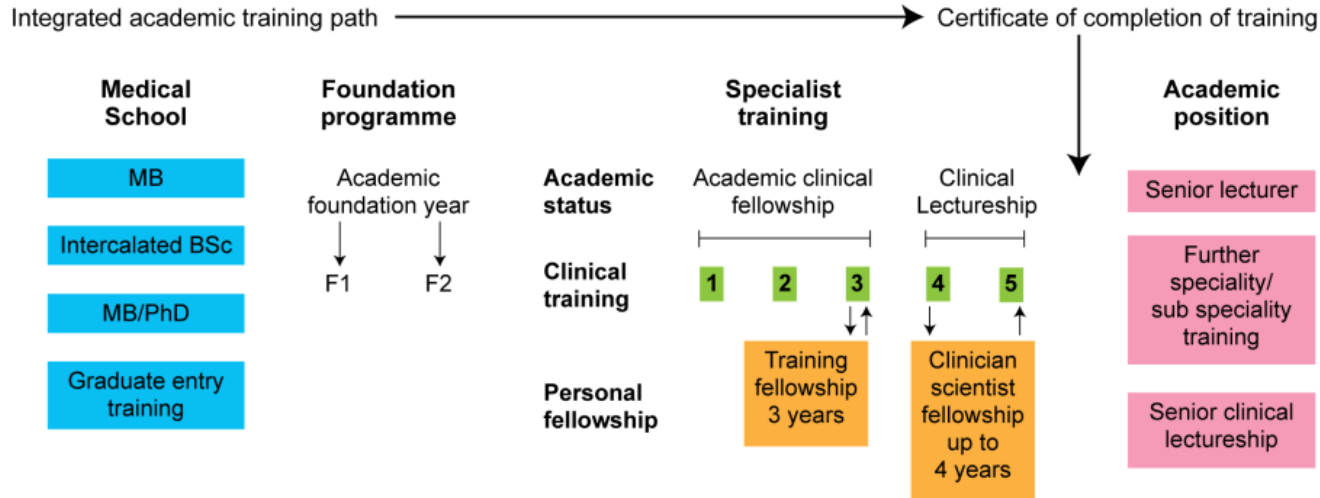 Integrated academic training path
Certificate of completion of training
Medical
School
Foundation
programme
Specialist
training
Academic
position
MB
Intercalated BSc
MB/PhD
Graduate entry
training
Academic
foundation year
F1 F2
Academic
status
Academic clinical
fellowship
Clinical
Lectureship
Clinical
training
1 2 3 4 5
Personal
fellowship
Training
fellowship
3 years
Clinician
scientist
fellowship
up to
4 years
Senior lecturer
Further
speciality/
sub speciality
training
Senior clinical
lectureship